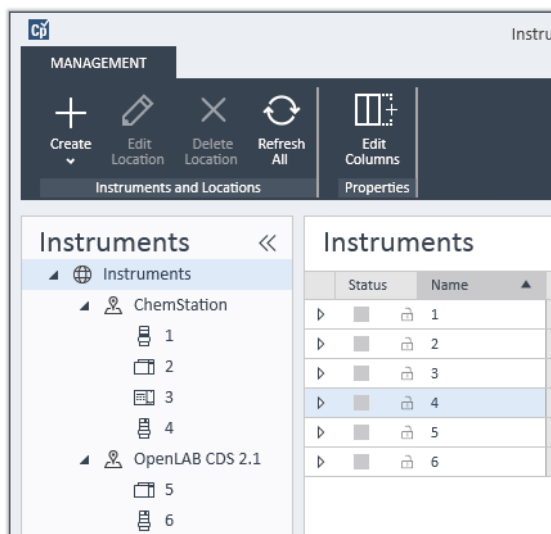 Cp
Instru
MANAGEMENT
Create
Edit
Location
Delete
Location
Refresh
All
Edit
Columns
Instruments and Locations
Properties
Instruments
Instruments
ChemStation
1
2
3
4
OpenLAB CDS 2.1
5
6
Instruments
Status Name
1
2
3
4
5
6